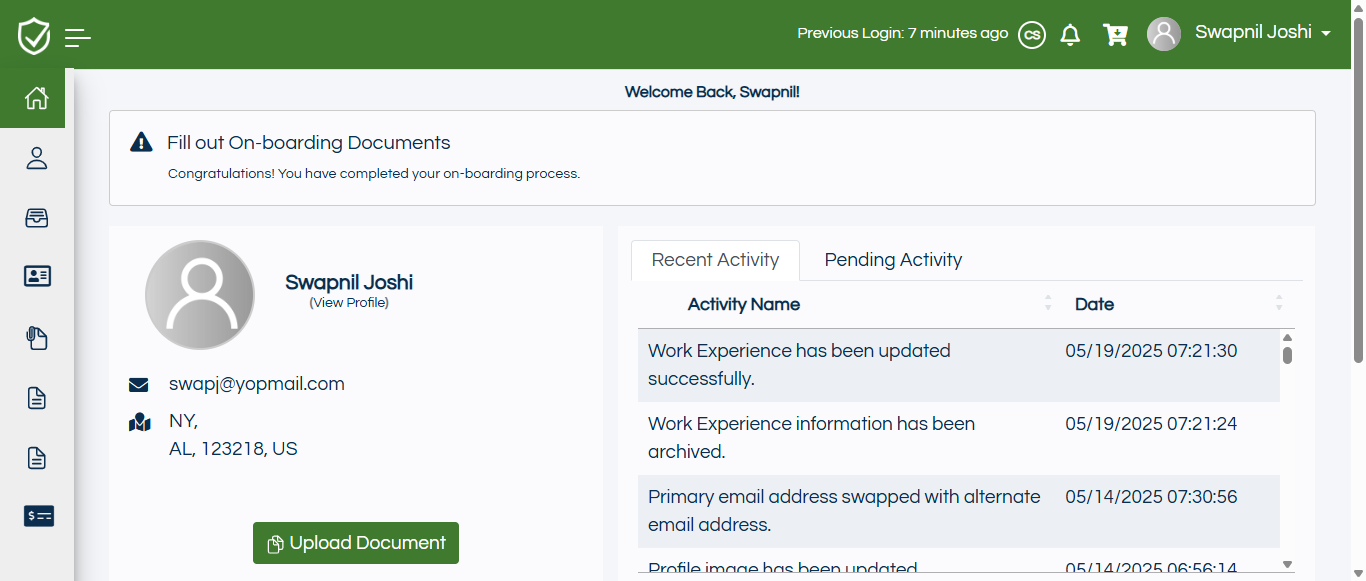 Previous Login: 7 minutes ago
CS
Swapnil Joshi
Welcome Back, Swapnil!
Fill out On-boarding Documents
Congratulations! You have completed your on-boarding process.
Swapnil Joshi
(View Profile)
swapj@yopmail.com
NY,
AL, 123218, US
Upload Document
Recent Activity
Pending Activity
Activity Name
Date
Work Experience has been updated
successfully.
05/19/2025 07:21:30
Work Experience information has been
archived.
05/19/2025 07:21:24
Primary email address swapped with alternate
email address.
05/14/2025 07:30:56
Profile image has been updated
05/14/2025 06:56:14